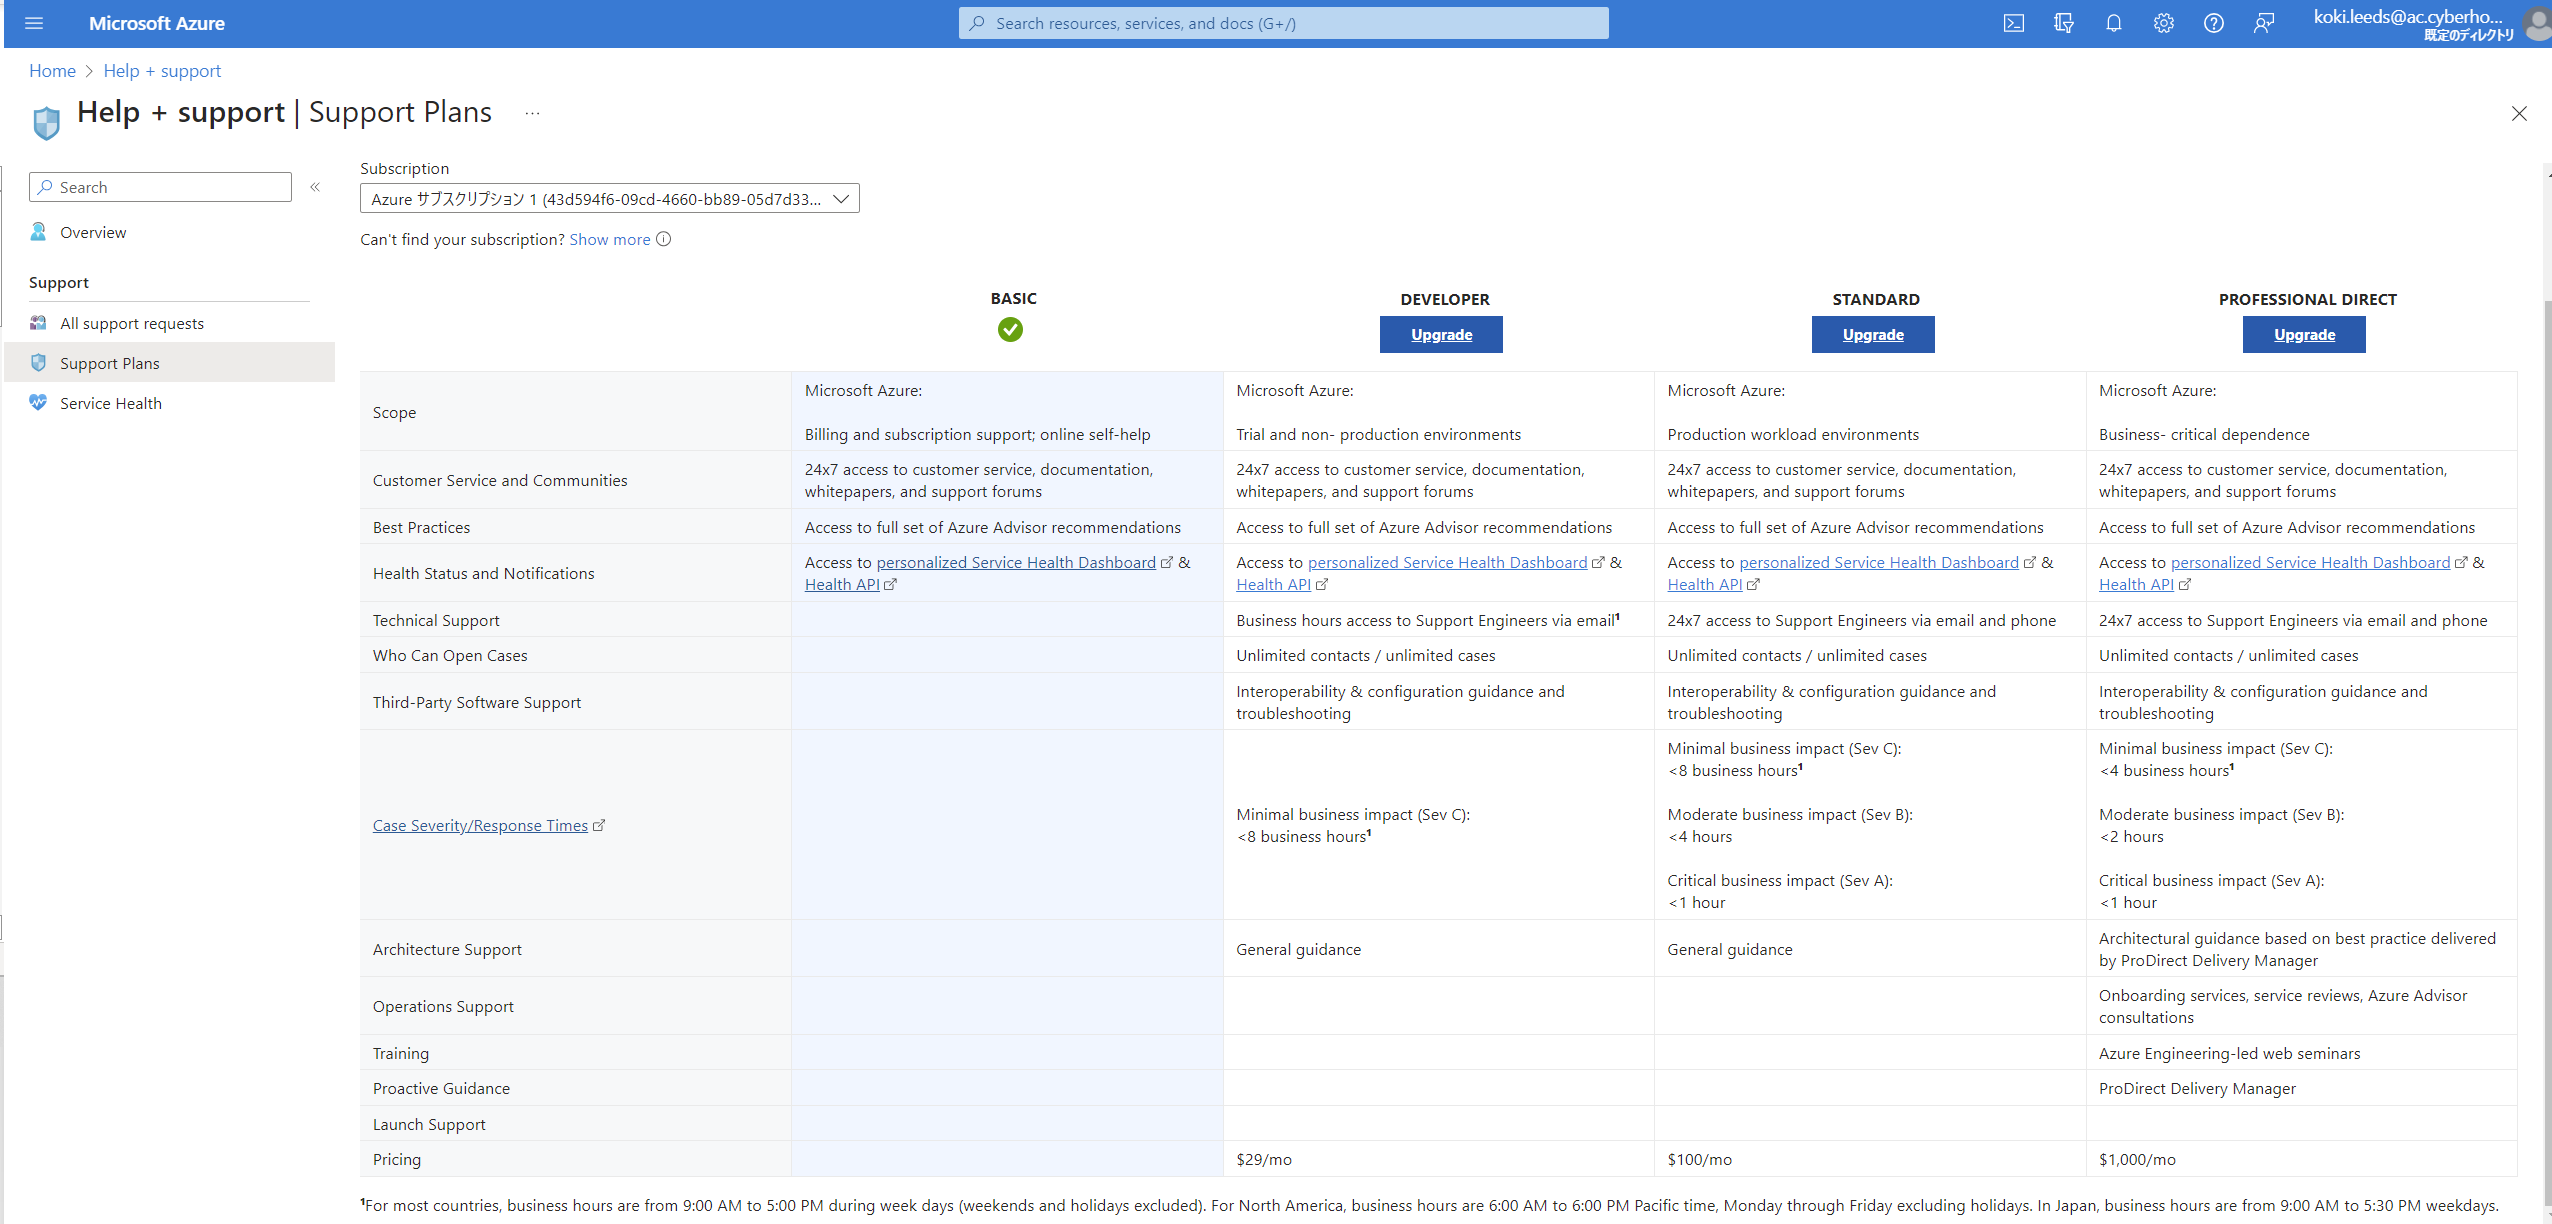 Microsoft Azure
Search resources, services, and docs (G+/)
koki.leeds@ac.cyberho...
既定のディレクトリ
Home > Help + support
Help + support | Support Plans ...
Search
Overview
Support
All support requests
Support Plans
Service Health
Subscription
Azure サブスクリプション 1 (43d594f6-09cd-4660-bb89-05d7d33...
Can't find your subscription? Show more
BASIC
DEVELOPER
STANDARD
PROFESSIONAL DIRECT
Upgrade
Upgrade
Upgrade
Scope
Microsoft Azure:
Billing and subscription support; online self-help
Microsoft Azure:
Trial and non- production environments
Microsoft Azure:
Production workload environments
Microsoft Azure:
Business- critical dependence
Customer Service and Communities
24x7 access to customer service, documentation,
whitepapers, and support forums
24x7 access to customer service, documentation,
whitepapers, and support forums
24x7 access to customer service, documentation,
whitepapers, and support forums
24x7 access to customer service, documentation,
whitepapers, and support forums
Best Practices
Access to full set of Azure Advisor recommendations
Access to full set of Azure Advisor recommendations
Access to full set of Azure Advisor recommendations
Access to full set of Azure Advisor recommendations
Health Status and Notifications
Access to personalized Service Health Dashboard &
Health API
Access to personalized Service Health Dashboard &
Health API
Access to personalized Service Health Dashboard &
Health API
Access to personalized Service Health Dashboard &
Health API
Technical Support
Business hours access to Support Engineers via email¹
24x7 access to Support Engineers via email and phone
24x7 access to Support Engineers via email and phone
Who Can Open Cases
Unlimited contacts / unlimited cases
Unlimited contacts / unlimited cases
Unlimited contacts / unlimited cases
Third-Party Software Support
Interoperability & configuration guidance and
troubleshooting
Interoperability & configuration guidance and
troubleshooting
Interoperability & configuration guidance and
troubleshooting
Case Severity/Response Times
Minimal business impact (Sev C):
<8 business hours¹
Minimal business impact (Sev C):
<8 business hours¹
Moderate business impact (Sev B):
<4 hours
Critical business impact (Sev A):
<1 hour
Minimal business impact (Sev C):
<4 business hours¹
Moderate business impact (Sev B):
<2 hours
Critical business impact (Sev A):
<1 hour
Architecture Support
General guidance
General guidance
Architectural guidance based on best practice delivered
by ProDirect Delivery Manager
Operations Support
Onboarding services, service reviews, Azure Advisor
consultations
Training
Azure Engineering-led web seminars
Proactive Guidance
ProDirect Delivery Manager
Launch Support
Pricing
$29/mo
$100/mo
$1,000/mo
¹For most countries, business hours are from 9:00 AM to 5:00 PM during week days (weekends and holidays excluded). For North America, business hours are 6:00 AM to 6:00 PM Pacific time, Monday through Friday excluding holidays. In Japan, business hours are from 9:00 AM to 5:30 PM weekdays.